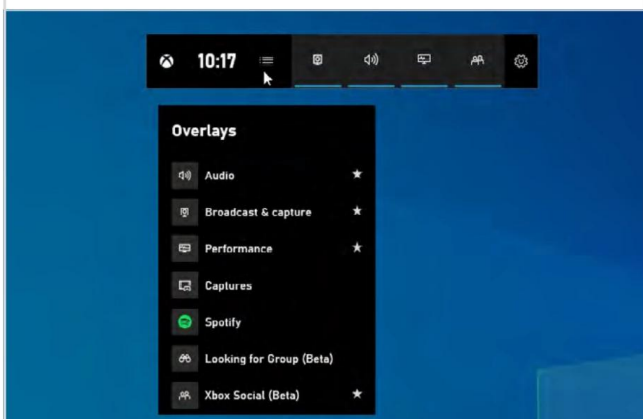 10:17
Overlays
Audio
Broadcast & capture
Performance
Captures
Spotify
Looking for Group (Beta)
Xbox Social (Beta)